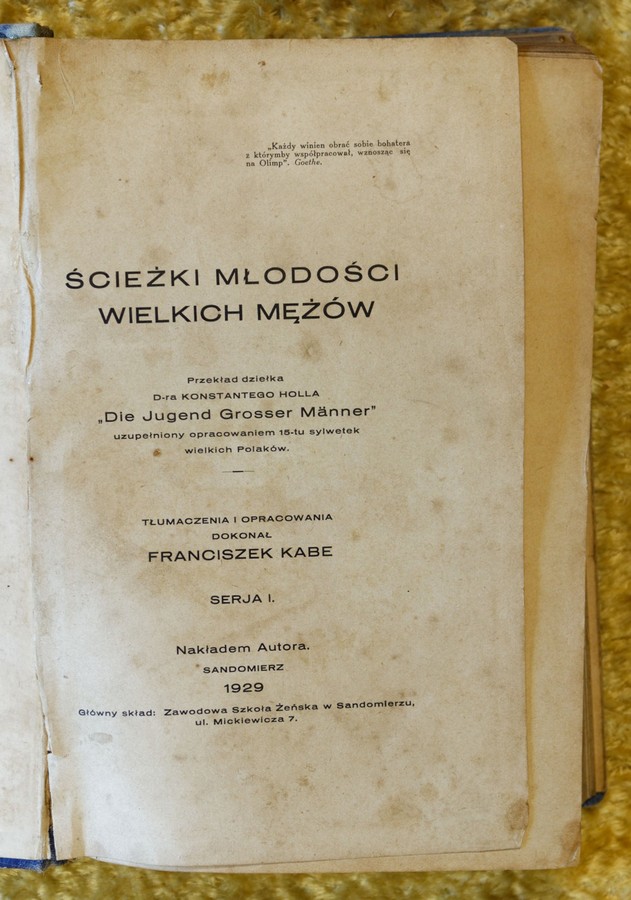 „Każdy winien obrać sobie bohatera
z którymby współpracował, wznosząc się
na Olimp". Goethe.
ŚCIEŻKI MŁODOŚCI
WIELKICH MĘŻÓW
Przekład dziełka
D-ra KONSTANTEGO HOLLA
„Die Jugend Grosser Männer"
uzupełniony opracowaniem 15-tu sylwetek
wielkich Polaków.
TŁUMACZENIA I OPRACOWANIA
DOKONAŁ
FRANCISZEK KABE
SERJA I.
Nakładem Autora.
SANDOMIERZ
1929
Główny skład: Zawodowa Szkoła Żeńska w Sandomierzu,
ul. Mickiewicza 7.